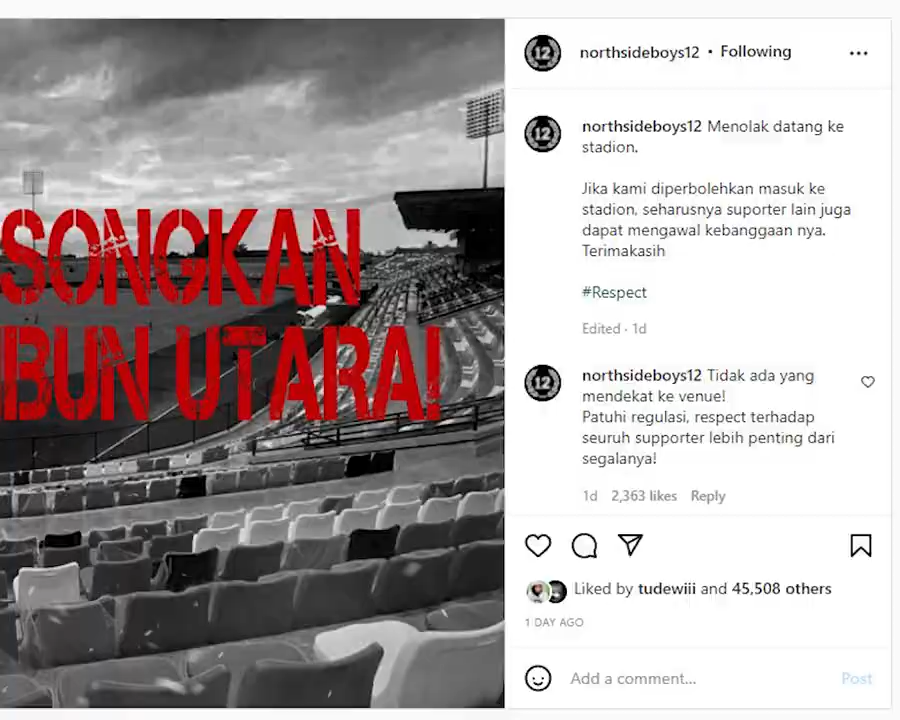 SONGKAN
BUN UTARA!
12
northsideboys12 • Following
12
northsideboys12 Menolak datang ke
stadion.
Jika kami diperbolehkan masuk ke
stadion, seharusnya suporter lain juga
dapat mengawal kebanggaan nya.
Terimakasih
#Respect
Edited · 1d
12
northsideboys12 Tidak ada yang
mendekat ke venue!
Patuhi regulasi, respect terhadap
seuruh supporter lebih penting dari
segalanya!
1d 2,363 likes Reply
Liked by tudewiii and 45,508 others
1 DAY AGO
Add a comment... Post